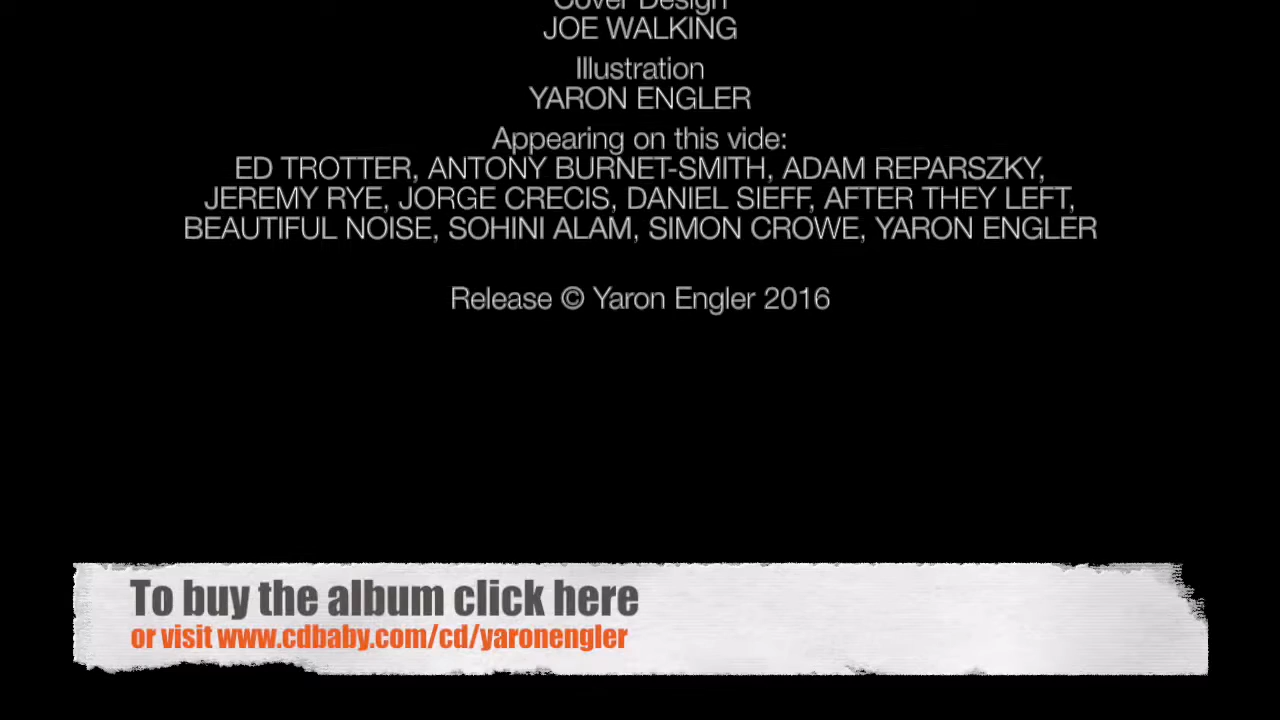 Cover Design
JOE WALKING
Illustration
YARON ENGLER
Appearing on this vide:
ED TROTTER, ANTONY BURNET-SMITH, ADAM REPARSZKY,
JEREMY RYE, JORGE CRECIS, DANIEL SIEFF, AFTER THEY LEFT,
BEAUTIFUL NOISE, SOHINI ALAM, SIMON CROWE, YARON ENGLER
Release © Yaron Engler 2016
To buy the album click here
or visit www.cdbaby.com/cd/yaronengler